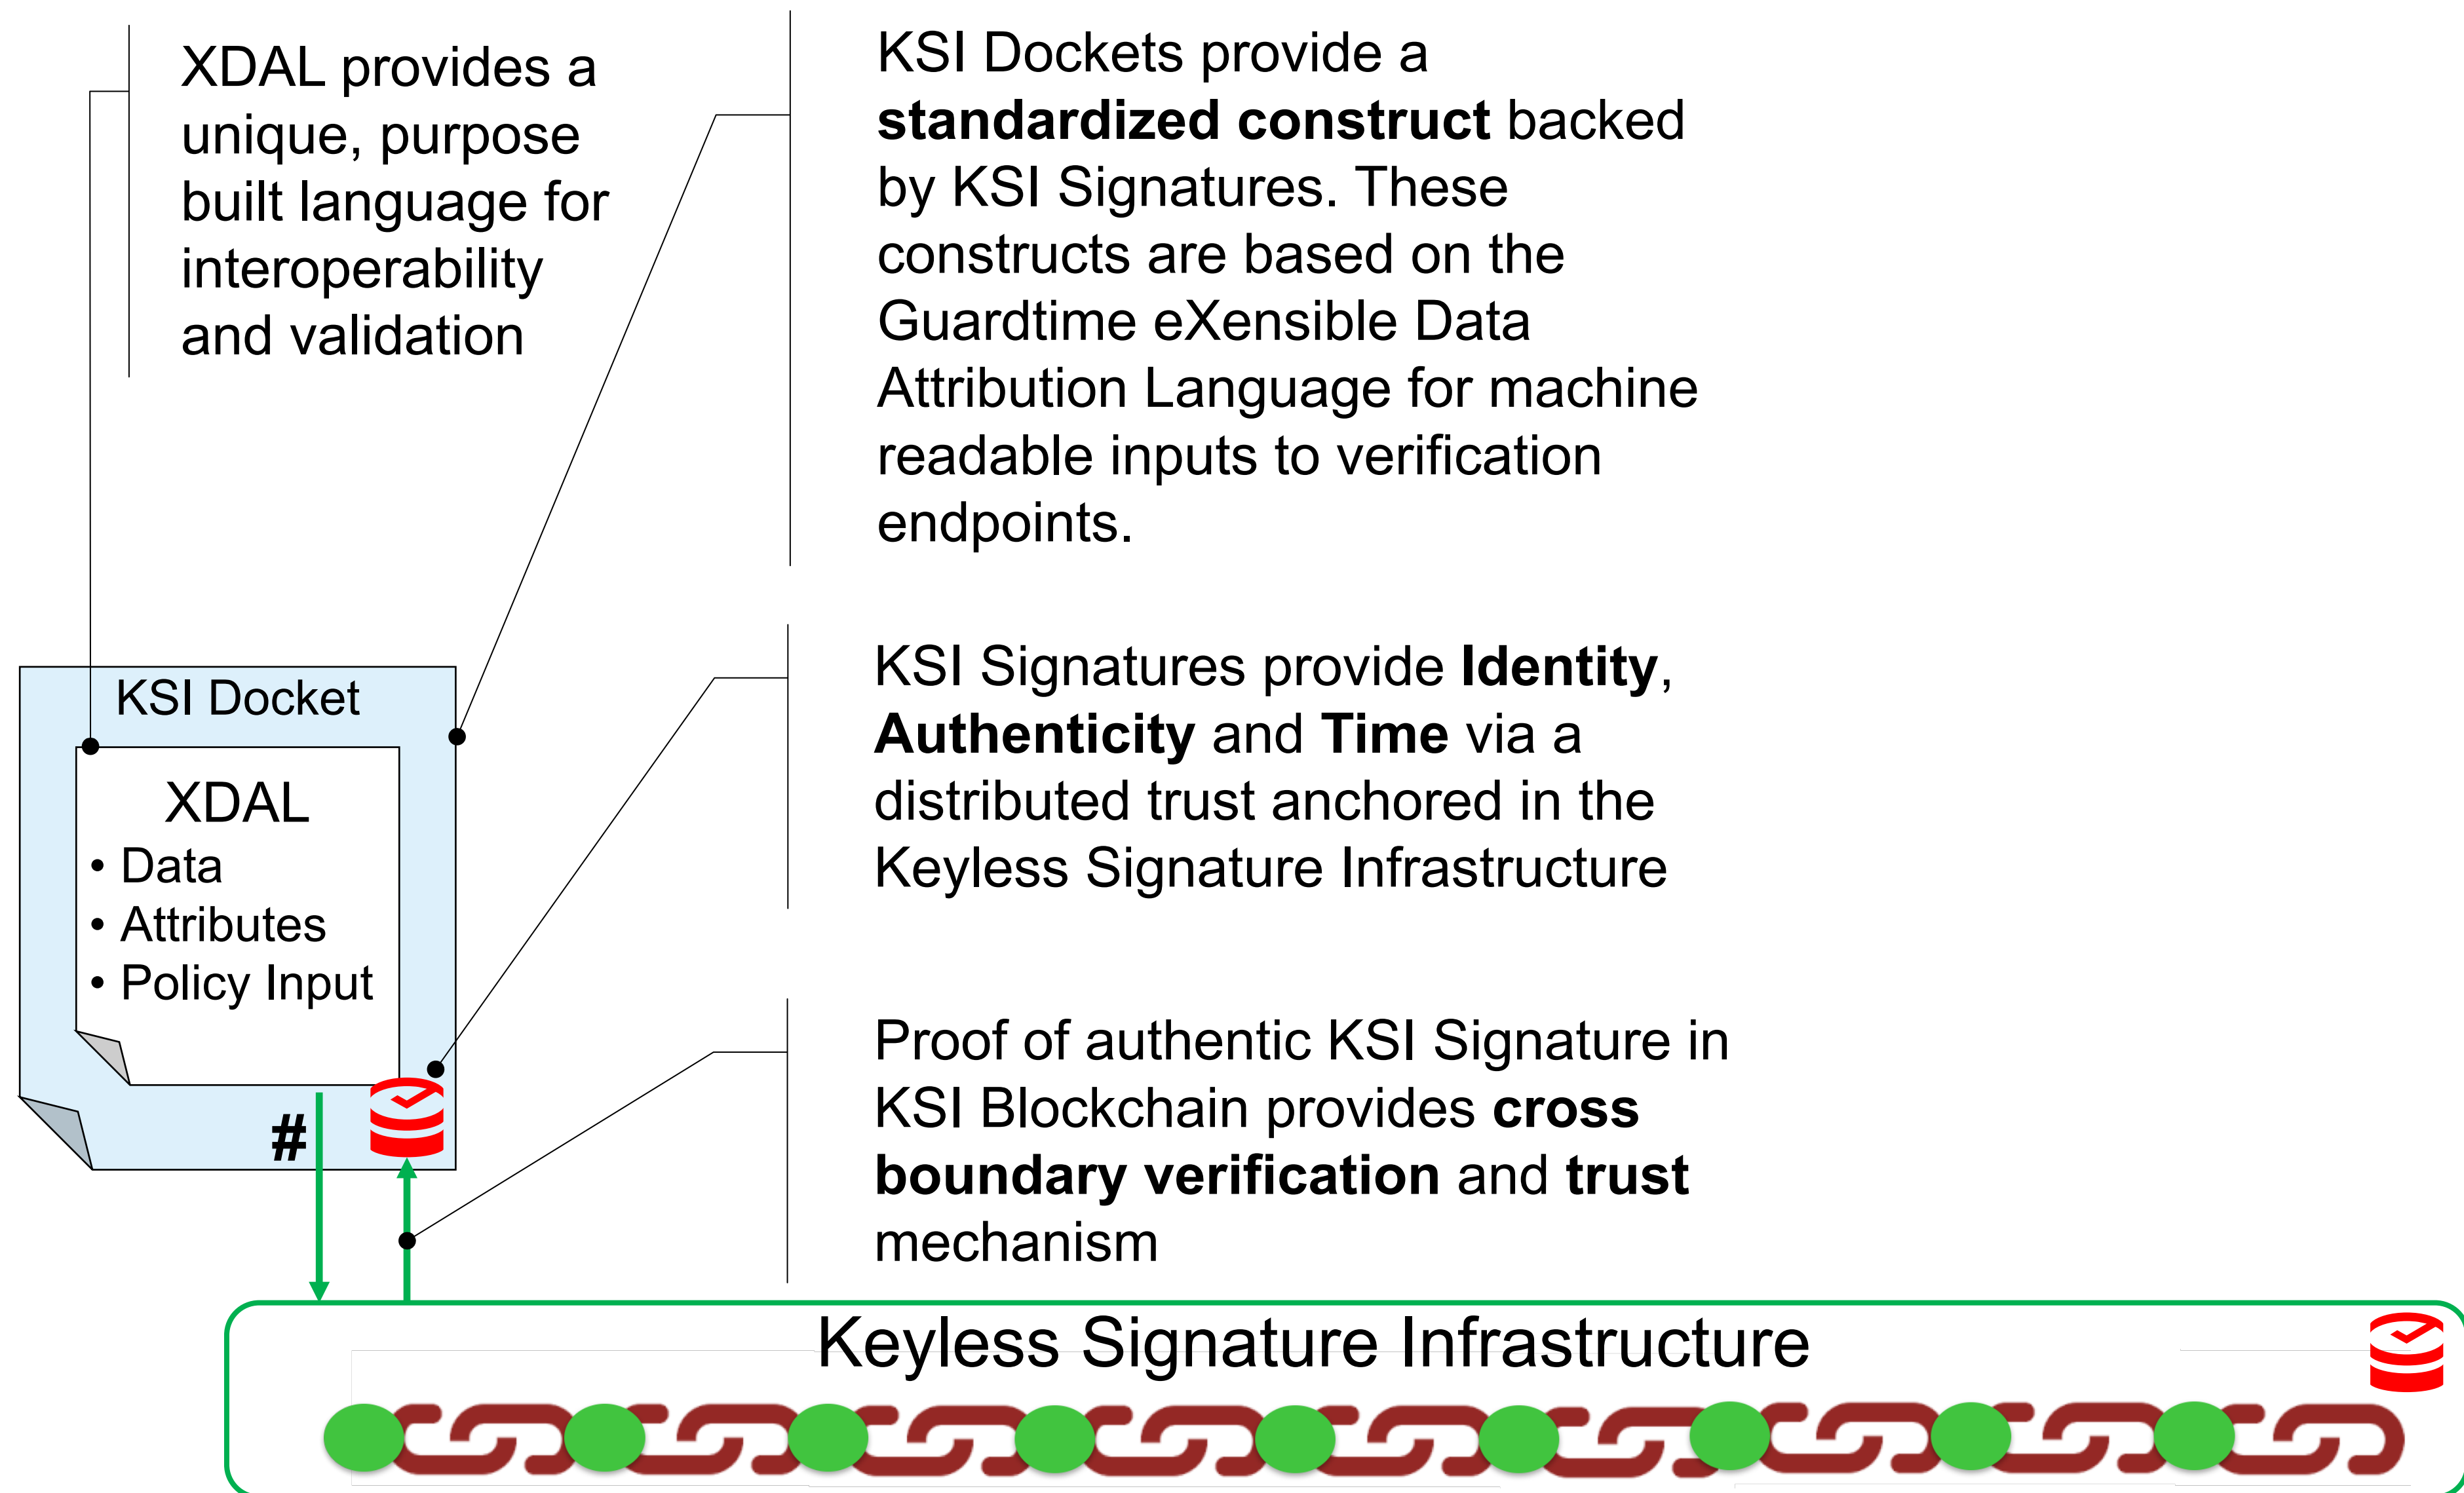 XDAL provides a
unique, purpose
built language for
interoperability
and validation
KSI Dockets provide a
standardized construct backed
by KSI Signatures. These
constructs are based on the
Guardtime eXensible Data
Attribution Language for machine
readable inputs to verification
endpoints.
KSI Signatures provide Identity,
Authenticity and Time via a
distributed trust anchored in the
Keyless Signature Infrastructure
Proof of authentic KSI Signature in
KSI Blockchain provides cross
boundary verification and trust
mechanism
KSI Docket
XDAL
• Data
• Attributes
• Policy Input
#
Keyless Signature Infrastructure